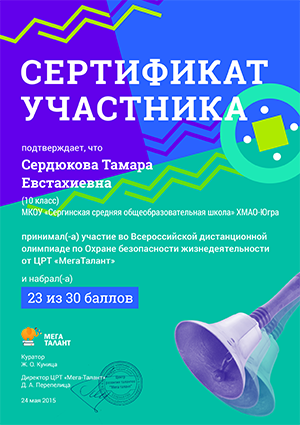 СЕРТИФИКАТ
УЧАСТНИКА
подтверждает, что
Сердюкова Тамара
Евстахиевна
(10 класс)
МКОУ «Сергинская средняя общеобразовательная школа» ХМАО-Югра
принимал(-а) участие во Всероссийской дистанционной
олимпиаде по Охране безопасности жизнедеятельности
от ЦРТ «МегаТалант»
и набрал(-а)
23 из 30 баллов
МЕГА
ТАЛАНТ
Куратор
Ж. О. Куница
Директор ЦРТ «Мега-Талант»
Д. А. Перепелица
24 мая 2015